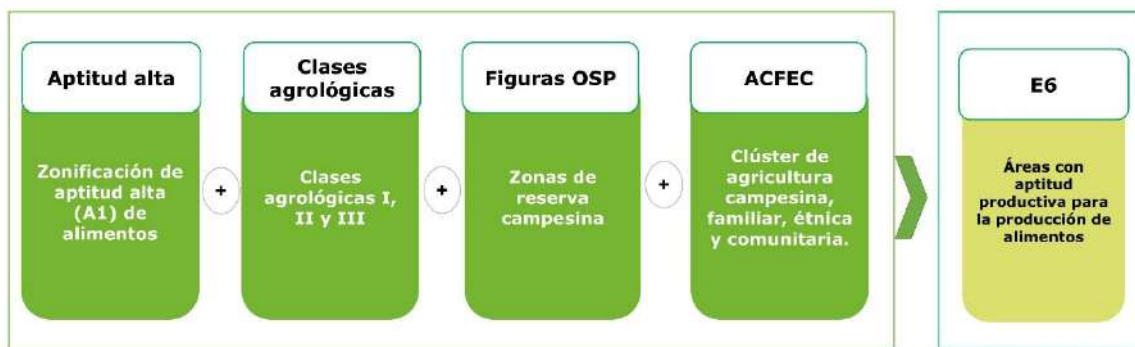 Aptitud alta
Zonificación de
aptitud alta
(A1) de
alimentos
+
Clases
agrológicas
Clases
agrológicas I,
II y III
+
Figuras OSP
Zonas de
reserva
campesina
+
ACFEC
Clúster de
agricultura
campesina,
familiar, étnica
y comunitaria.
E6
Áreas con
aptitud
productiva para
la producción de
alimentos